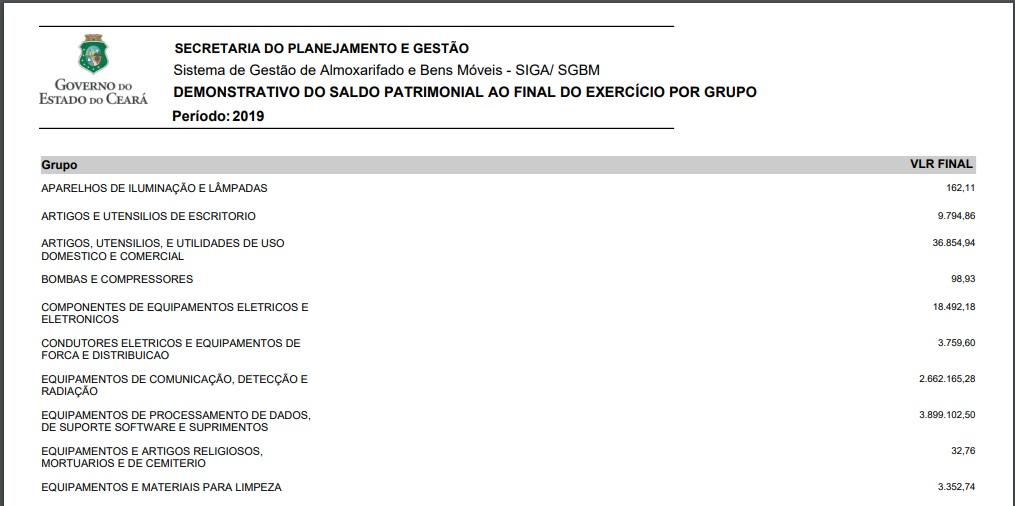 GOVERNO DO
ESTADO DO CEARÁ
SECRETARIA DO PLANEJAMENTO E GESTÃO
Sistema de Gestão de Almoxarifado e Bens Móveis - SIGA/ SGBM
DEMONSTRATIVO DO SALDO PATRIMONIAL AO FINAL DO EXERCÍCIO POR GRUPO
Período: 2019
Grupo VLR FINAL
APARELHOS DE ILUMINAÇÃO E LÂMPADAS 162,11
ARTIGOS E UTENSILIOS DE ESCRITORIO 9.794,86
ARTIGOS, UTENSILIOS, E UTILIDADES DE USO 36.854,94
DOMESTICO E COMERCIAL
BOMBAS E COMPRESSORES 98,93
COMPONENTES DE EQUIPAMENTOS ELETRICOS E 18.492,18
ELETRONICOS
CONDUTORES ELETRICOS E EQUIPAMENTOS DE 3.759,60
FORCA E DISTRIBUICAO
EQUIPAMENTOS DE COMUNICAÇÃO, DETECÇÃO E 2.662.165,28
RADIAÇÃO
EQUIPAMENTOS DE PROCESSAMENTO DE DADOS, 3.899.102,50
DE SUPORTE SOFTWARE E SUPRIMENTOS
EQUIPAMENTOS E ARTIGOS RELIGIOSOS, 32,76
MORTUARIOS E DE CEMITERIO
EQUIPAMENTOS E MATERIAIS PARA LIMPEZA 3.352,74